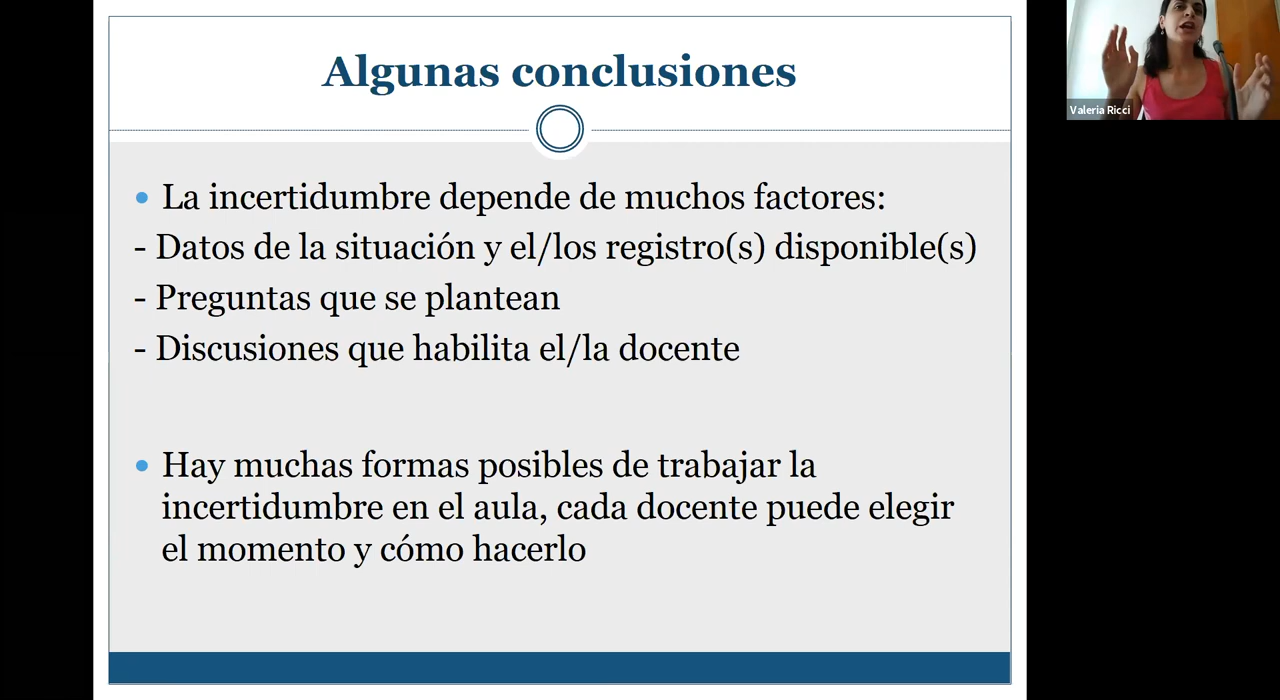 Algunas conclusiones
Valeria Ricci
• La incertidumbre depende de muchos factores:
- Datos de la situación y el/los registro(s) disponible(s)
- Preguntas que se plantean
- Discusiones que habilita el/la docente
• Hay muchas formas posibles de trabajar la
incertidumbre en el aula, cada docente puede elegir
el momento y cómo hacerlo